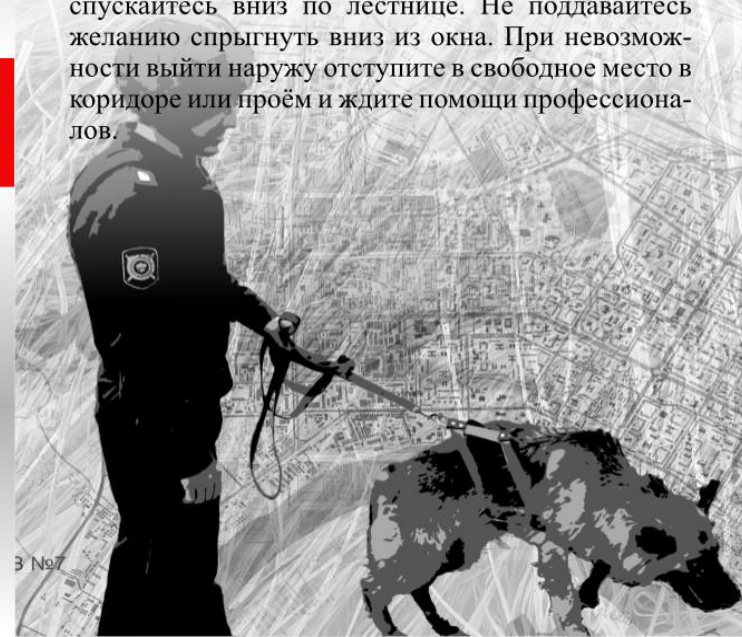 спускайтесь вниз по лестнице. Не поддавайтесь
желанию спрыгнуть вниз из окна. При невозмож-
ности выйти наружу отступите в свободное место в
коридоре или проём и ждите помощи профессиона-
лов.
№7